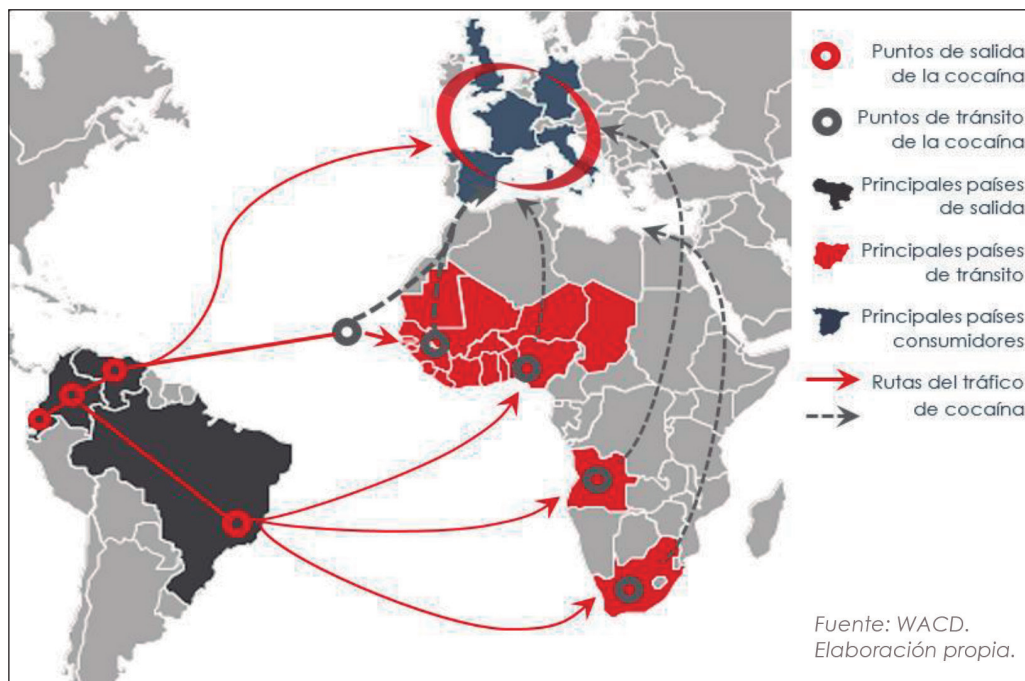 Puntos de salida
de la cocaína
Puntos de tránsito
de la cocaína
Principales países
de salida
Principales países
de tránsito
Principales países
consumidores
Rutas del tráfico
de cocaína
Fuente: WACD.
Elaboración propia.